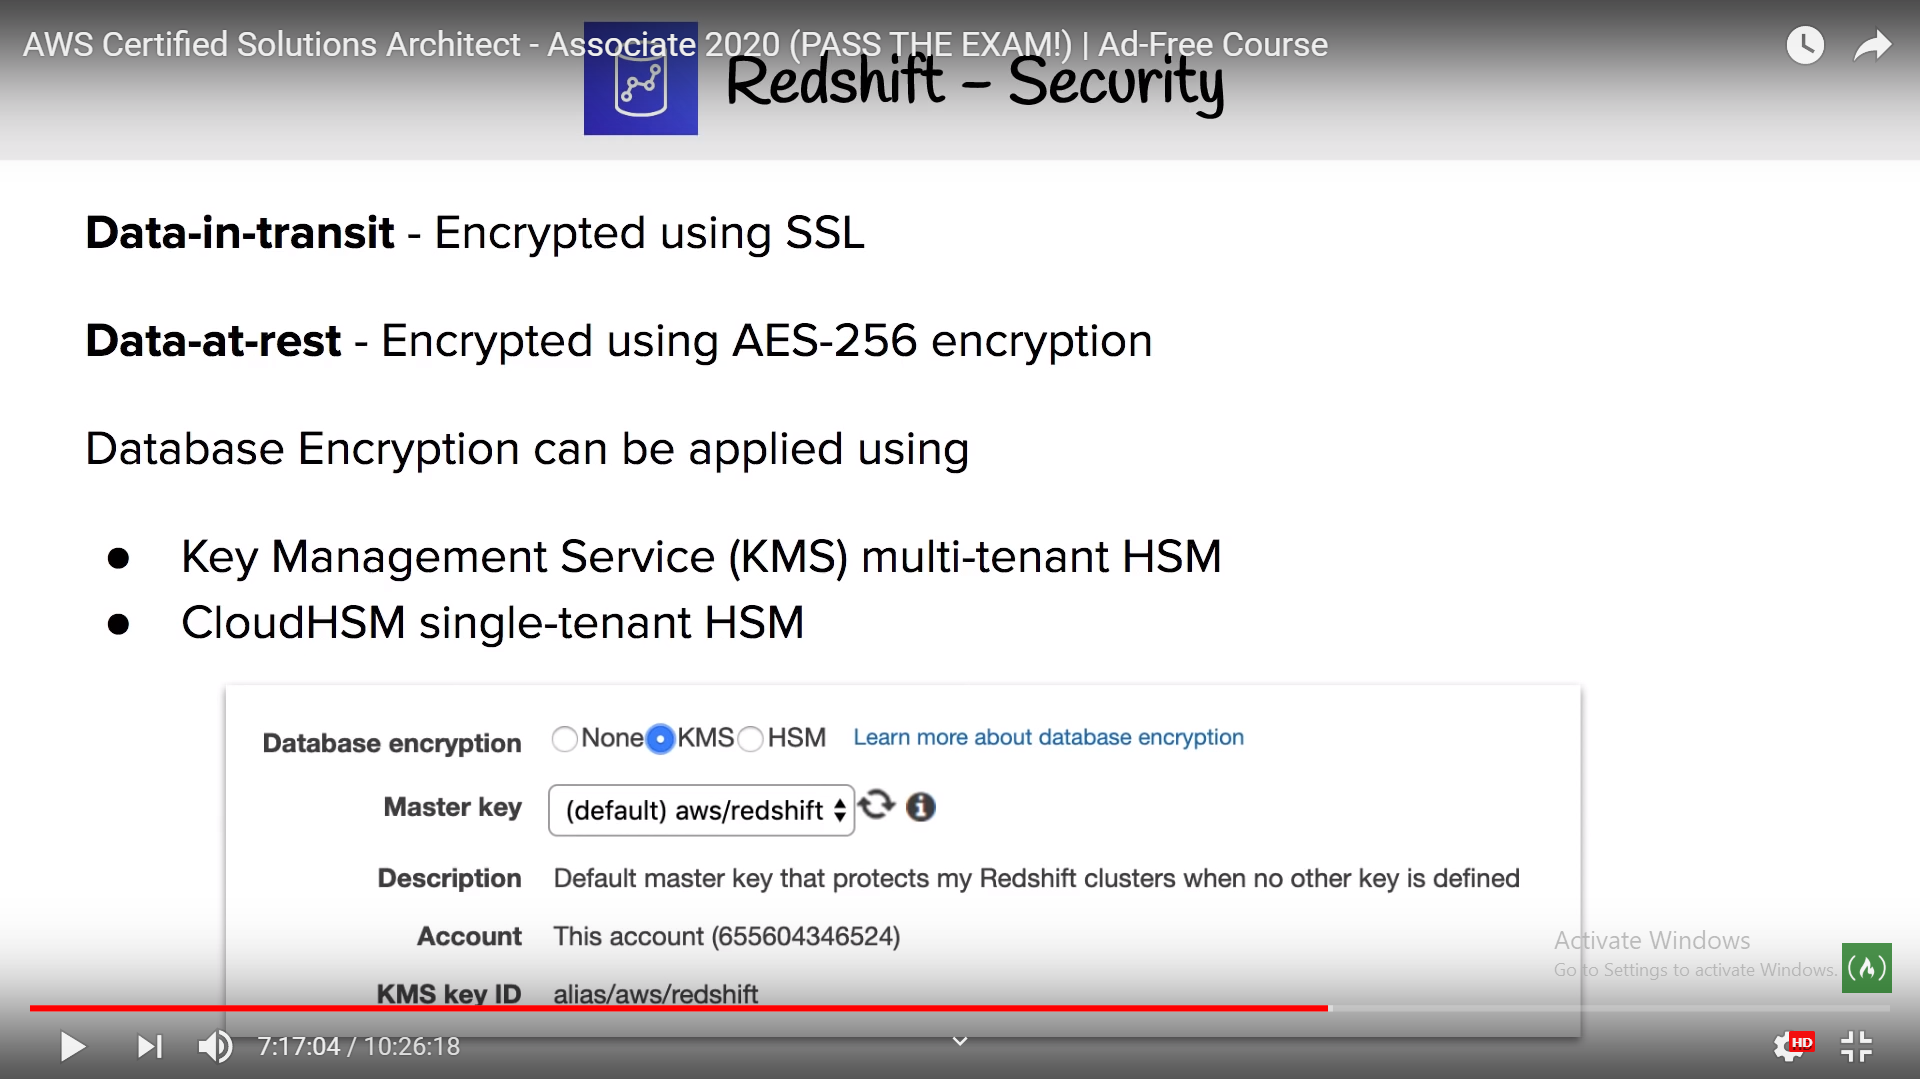 AWS Certified Solutions Architect - Associate 2020 (PASS THE EXAM!) | Ad-Free Course
Redshift – Security
Data-in-transit - Encrypted using SSL
Data-at-rest - Encrypted using AES-256 encryption
Database Encryption can be applied using
● Key Management Service (KMS) multi-tenant HSM
● CloudHSM single-tenant HSM
Database encryption None KMS HSM Learn more about database encryption
Master key (default) aws/redshift
Description Default master key that protects my Redshift clusters when no other key is defined
Account This account (655604346524)
Activate Windows
Go to Settings to activate Windows.
KMS key ID alias/aws/redshift
7:17:04 / 10:26:18
HD